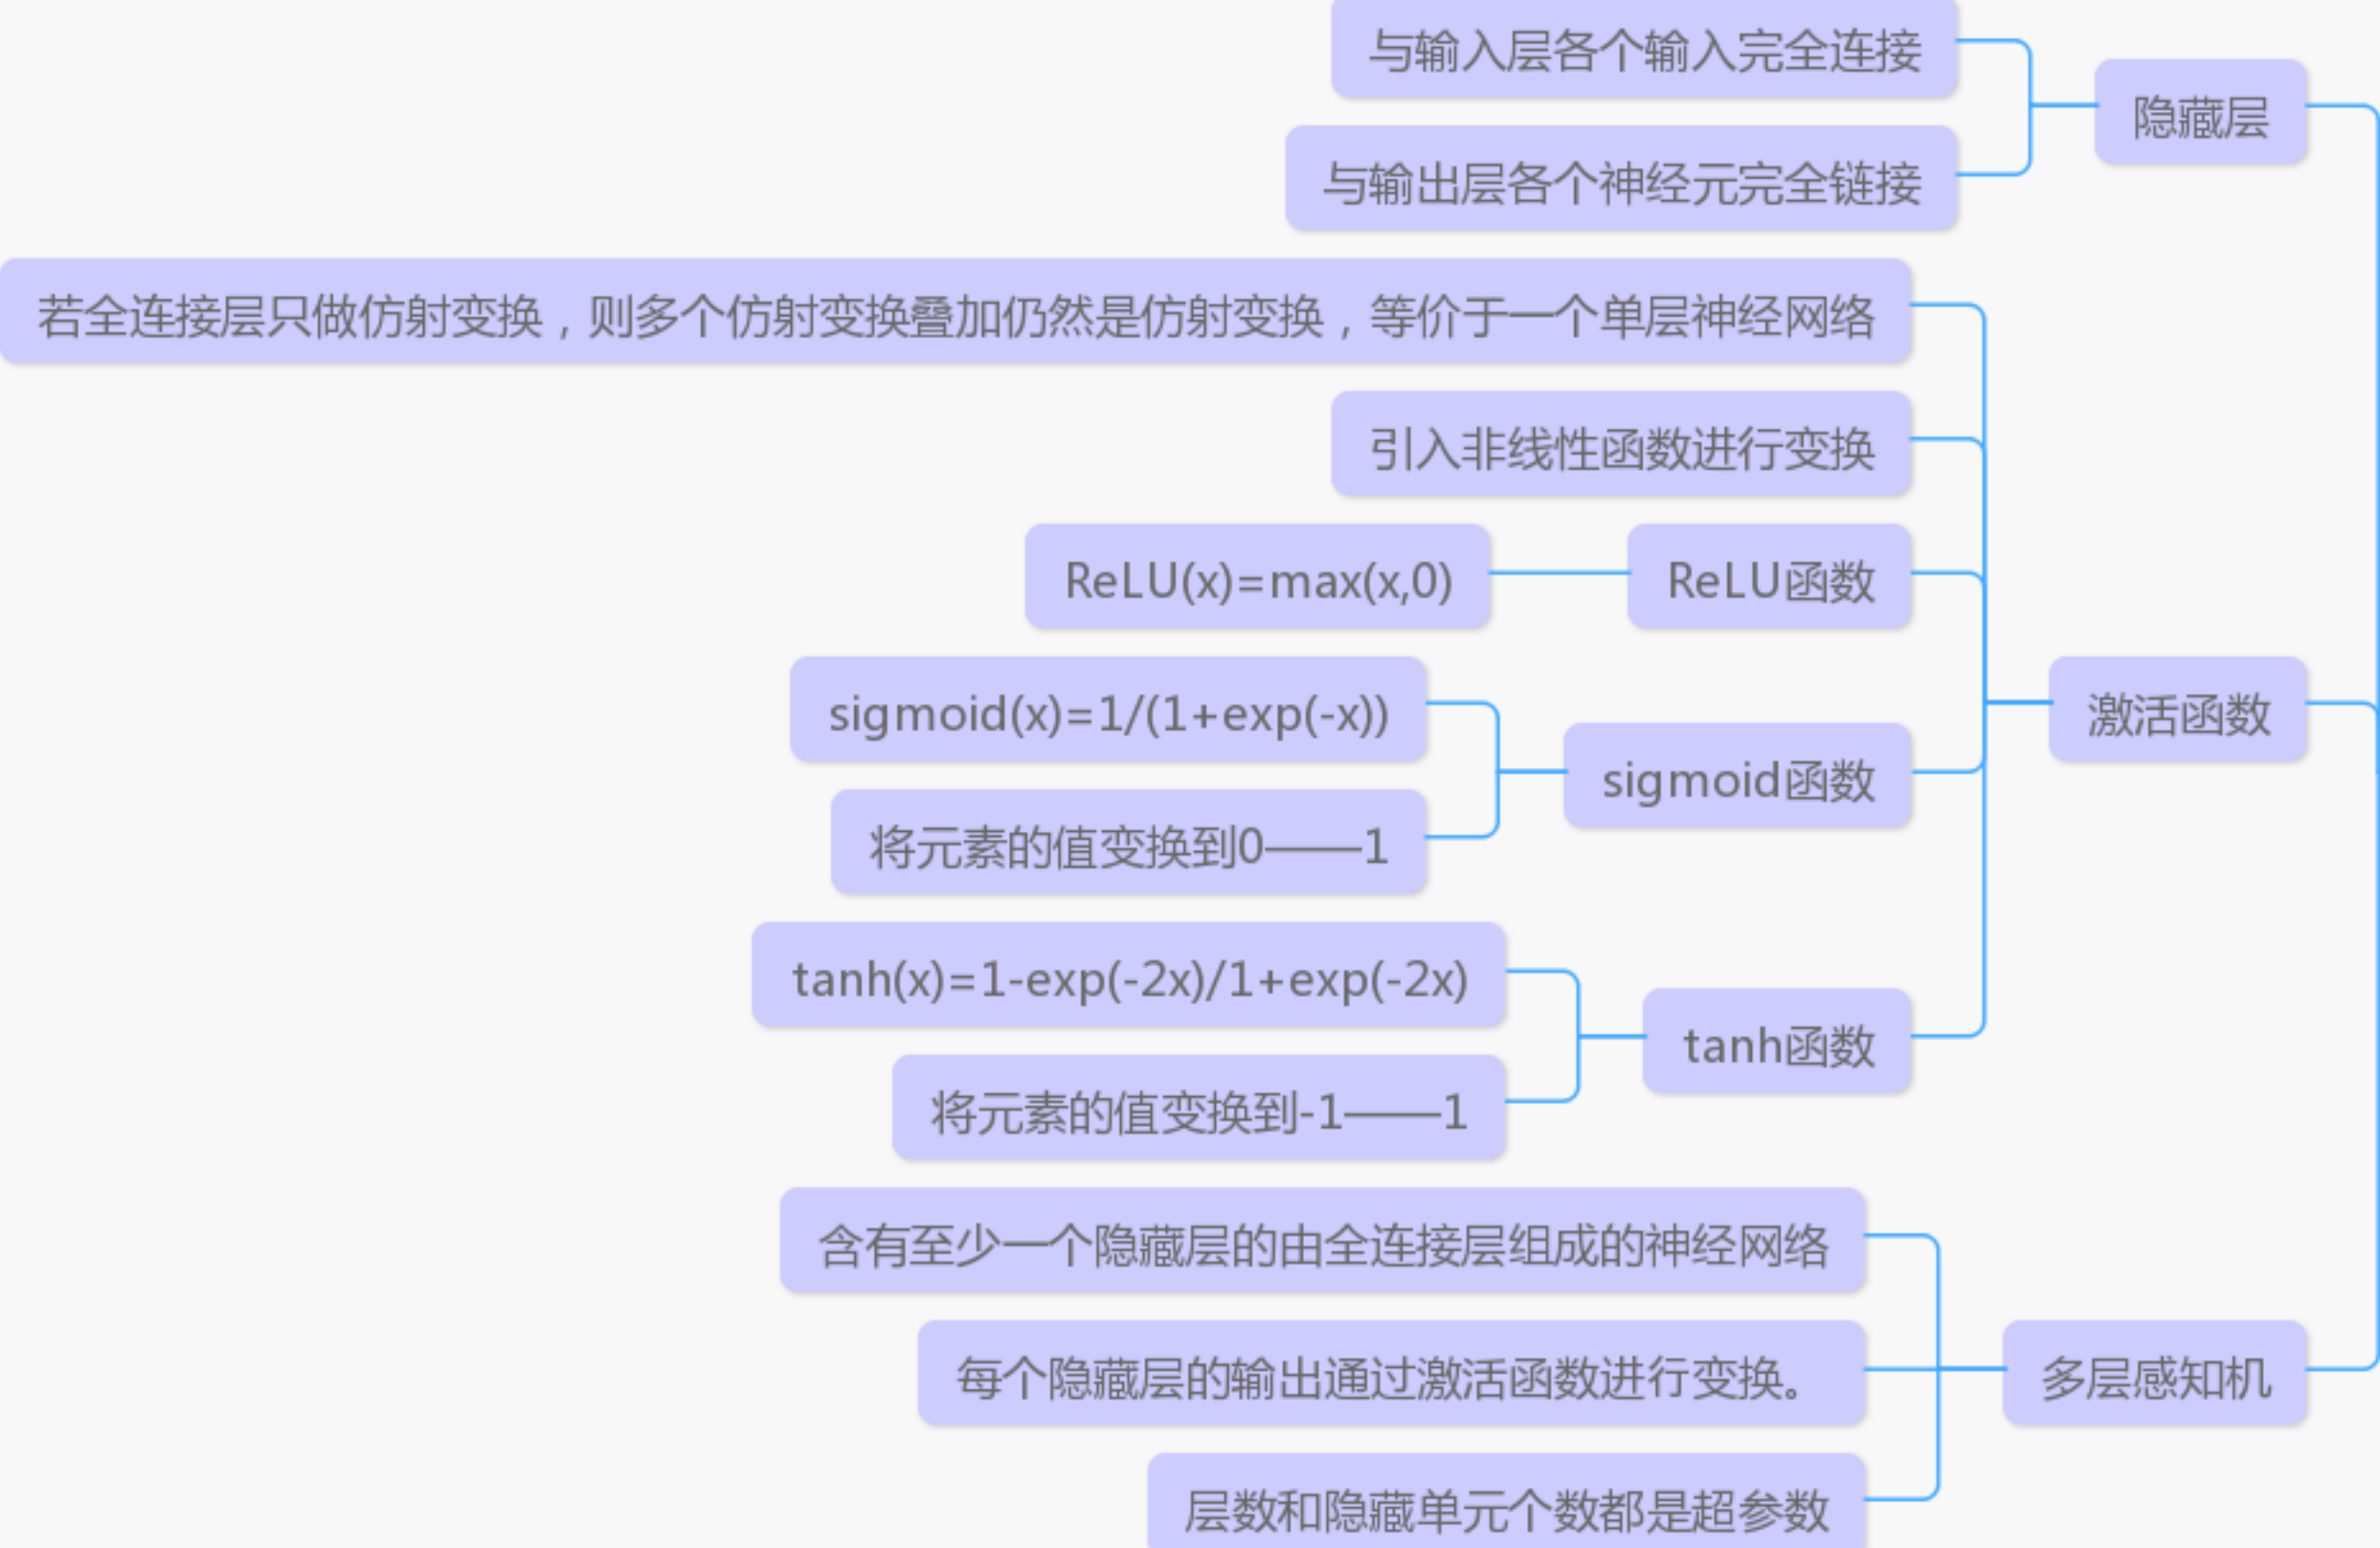 与输入层各个输入完全连接
隐藏层
与输出层各个神经元完全链接
若全连接层只做仿射变换，则多个仿射变换叠加仍然是仿射变换，等价于一个单层神经网络
引入非线性函数进行变换
ReLU(x)=max(x,0)
ReLU函数
sigmoid(x)=1/(1+exp(-x))
激活函数
sigmoid函数
将元素的值变换到0——1
tanh(x)=1-exp(-2x)/1+exp(-2x)
tanh函数
将元素的值变换到-1——1
含有至少一个隐藏层的由全连接层组成的神经网络
每个隐藏层的输出通过激活函数进行变换。
多层感知机
层数和隐藏单元个数都是超参数